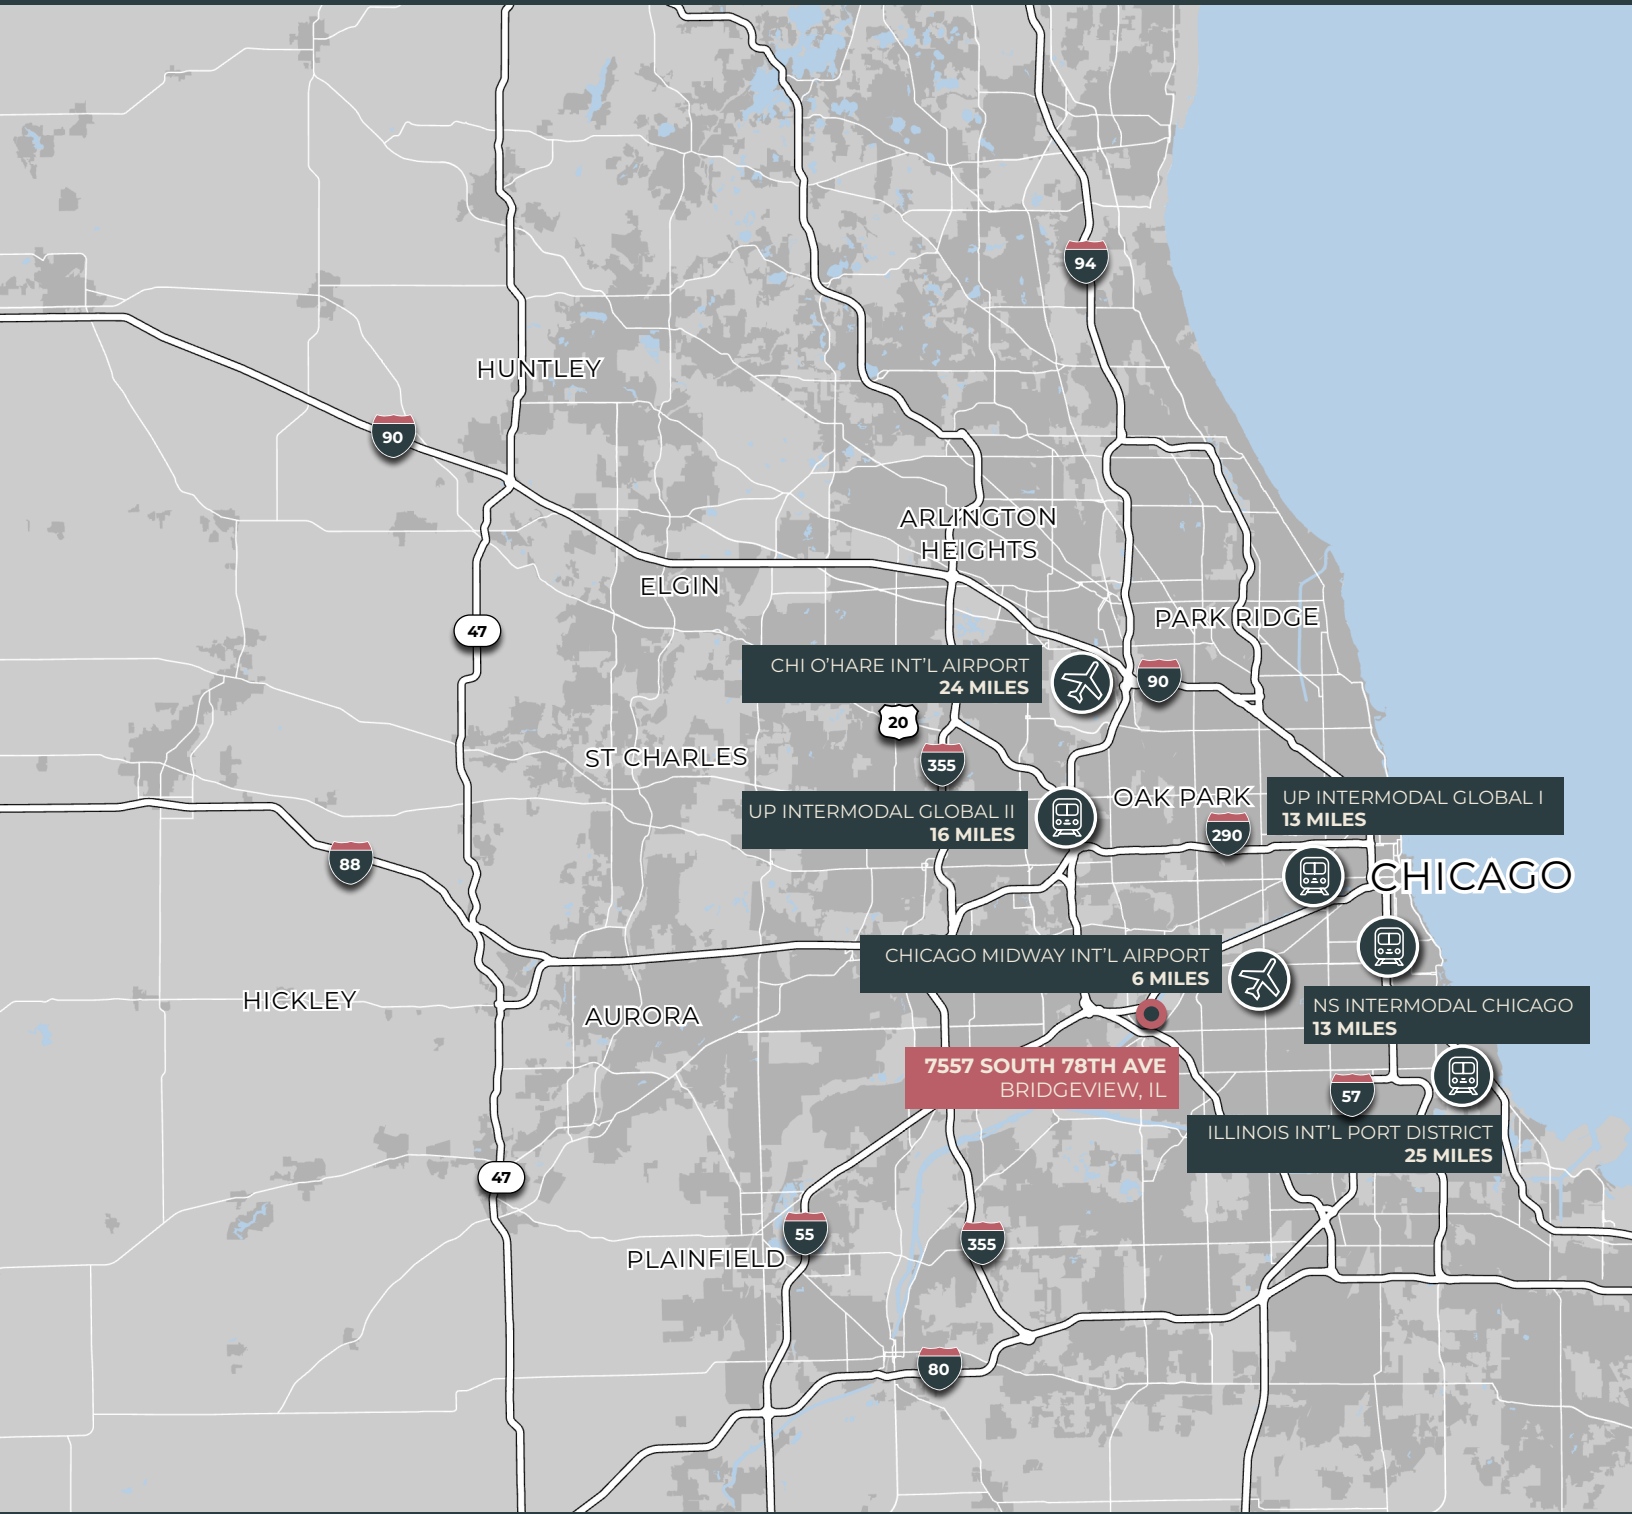 94
HUNTLEY
90
ARLINGTON
HEIGHTS
ELGIN
PARK RIDGE
47
CHI O'HARE INT'L AIRPORT
24 MILES
90
20
ST CHARLES
355
UP INTERMODAL GLOBAL II
16 MILES
OAK PARK
UP INTERMODAL GLOBAL I
13 MILES
290
88
CHICAGO
CHICAGO MIDWAY INT'L AIRPORT
6 MILES
HICKLEY
AURORA
NS INTERMODAL CHICAGO
13 MILES
7557 SOUTH 78TH AVE
BRIDGEVIEW, IL
57
ILLINOIS INT'L PORT DISTRICT
25 MILES
47
55
355
PLAINFIELD
80